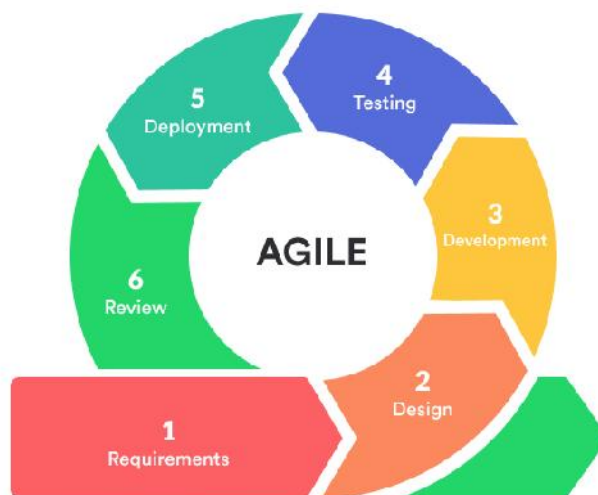 5
Deployment
4
Testing
3
Development
AGILE
6
Review
2
Design
1
Requirements